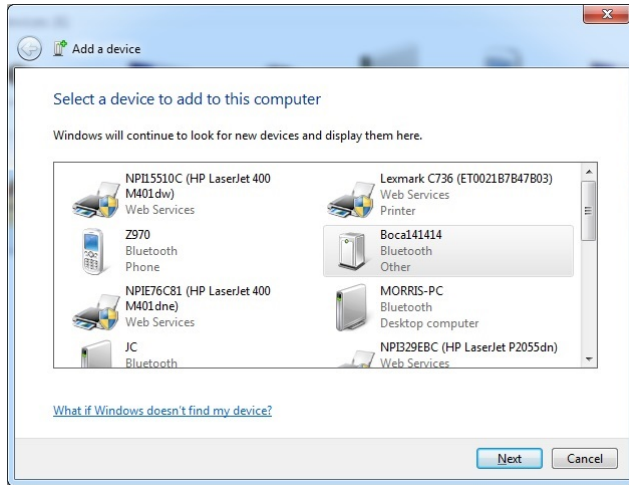 Add a device
Select a device to add to this computer
Windows will continue to look for new devices and display them here.
NPI15510C (HP LaserJet 400
M401dw)
Web Services
Lexmark C736 (ET0021B7B47B03)
Web Services
Printer
Z970
Bluetooth
Phone
Boca141414
Bluetooth
Other
NPIE76C81 (HP LaserJet 400
M401dne)
Web Services
MORRIS-PC
Bluetooth
Desktop computer
JC
Bluetooth
NPI329EBC (HP LaserJet P2055dn)
Web Services
What if Windows doesn't find my device?
Next
Cancel